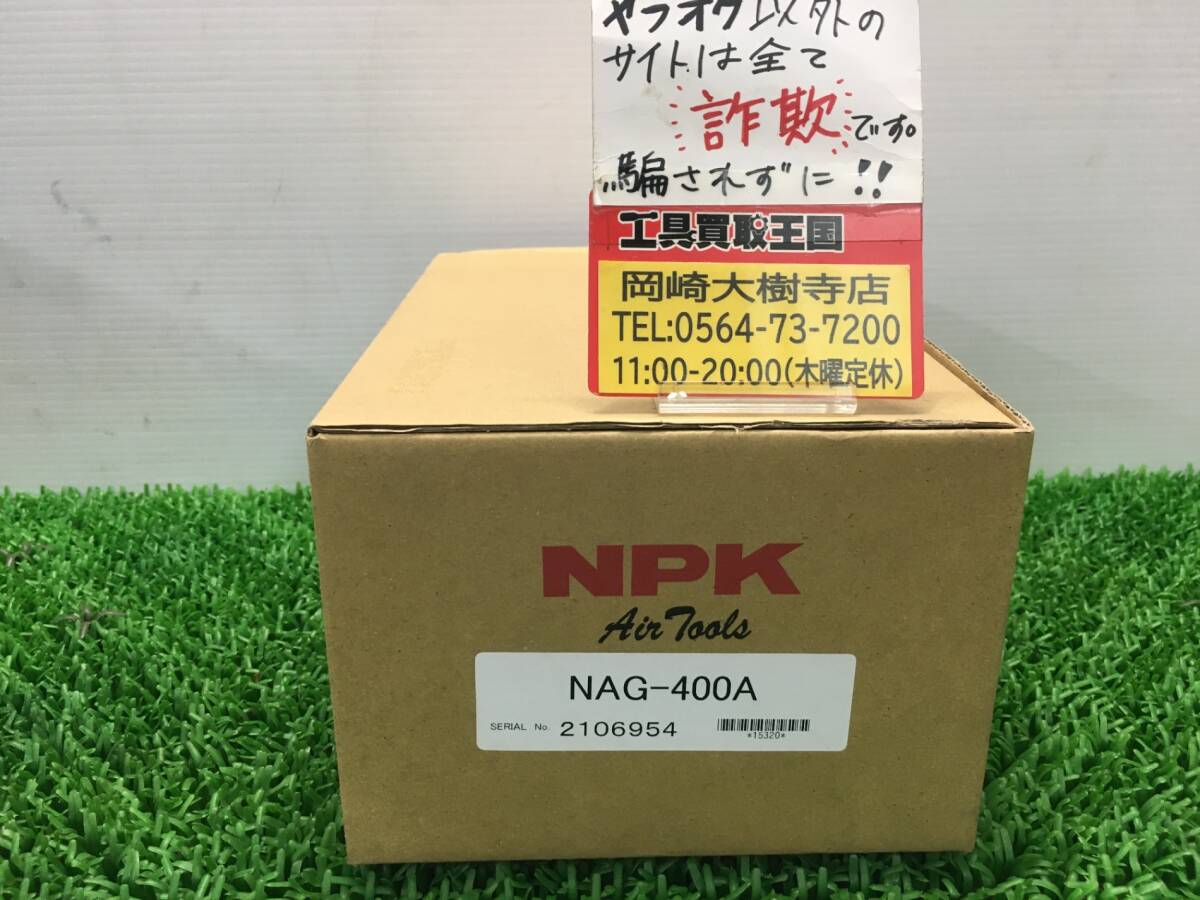 ヤフオク以外の
サイトは全て
詐欺です。
騙されずに!!
工具買取王国
岡崎大樹寺店
TEL:0564-73-7200
11:00-20:00(木曜定休)
NPK
Air Tools
NAG-400A
SERIAL No. 2106954
*15320*